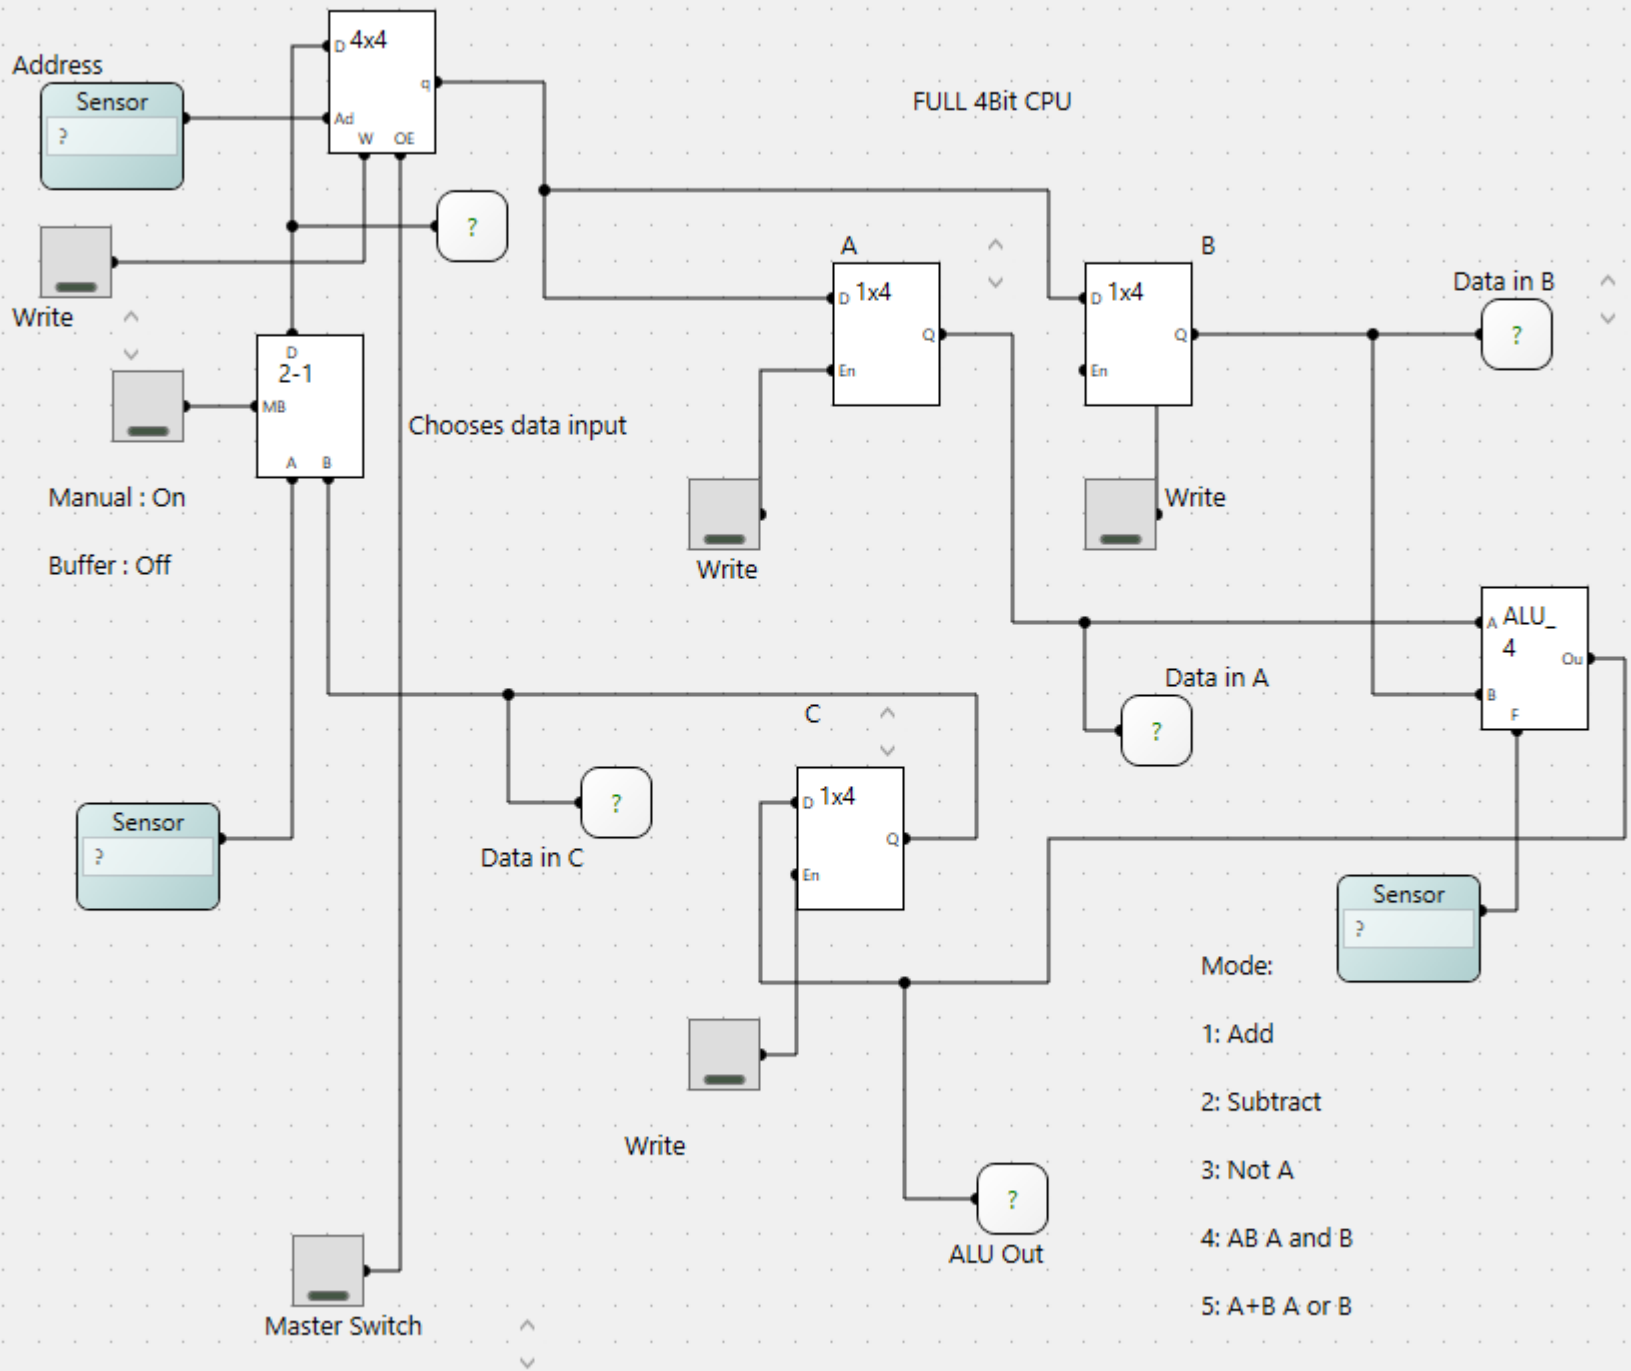 4x4
D
q
Ad
W OE
Address
Sensor
?
FULL 4Bit CPU
?
Write
A
1x4
D
Q
En
B
1x4
D
Q
En
Data in B
?
D
2-1
MB
A B
Chooses data input
Manual : On
Buffer : Off
Write
Write
ALU_
4
A
Ou
B
F
Data in A
?
C
1x4
D
Q
En
?
Data in C
Sensor
?
Sensor
?
Mode:
1: Add
2: Subtract
3: Not A
4: AB A and B
5: A+B A or B
Write
?
ALU Out
Master Switch